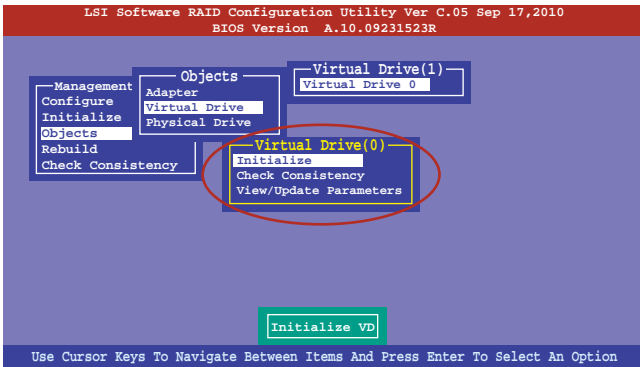 LSI Software RAID Configuration Utility Ver C.05 Sep 17,2010
BIOS Version A.10.09231523R
Management
Configure
Initialize
Objects
Rebuild
Check Consistency
Objects
Adapter
Virtual Drive
Physical Drive
Virtual Drive(1)
Virtual Drive 0
Virtual Drive(0)
Initialize
Check Consistency
View/Update Parameters
Initialize VD
Use Cursor Keys To Navigate Between Items And Press Enter To Select An Option